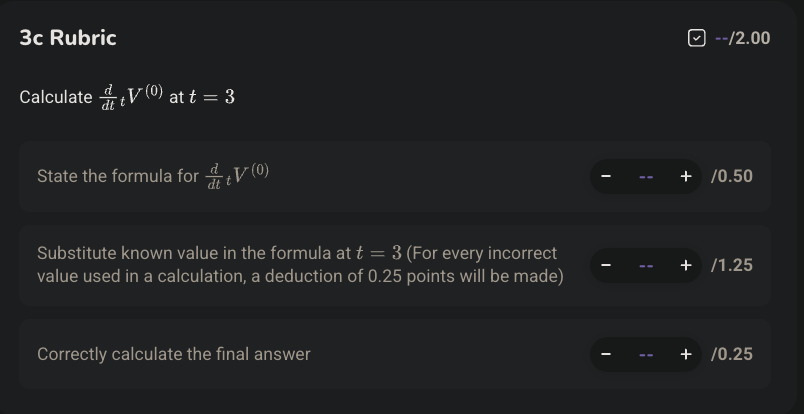 3c Rubric
--/2.00
Calculate $\frac{d}{dt}{}_{t}V^{(0)}$ at $t = 3$
State the formula for $\frac{d}{dt}{}_{t}V^{(0)}$
− -- + /0.50
Substitute known value in the formula at $t = 3$ (For every incorrect
value used in a calculation, a deduction of 0.25 points will be made)
− -- + /1.25
Correctly calculate the final answer
− -- + /0.25